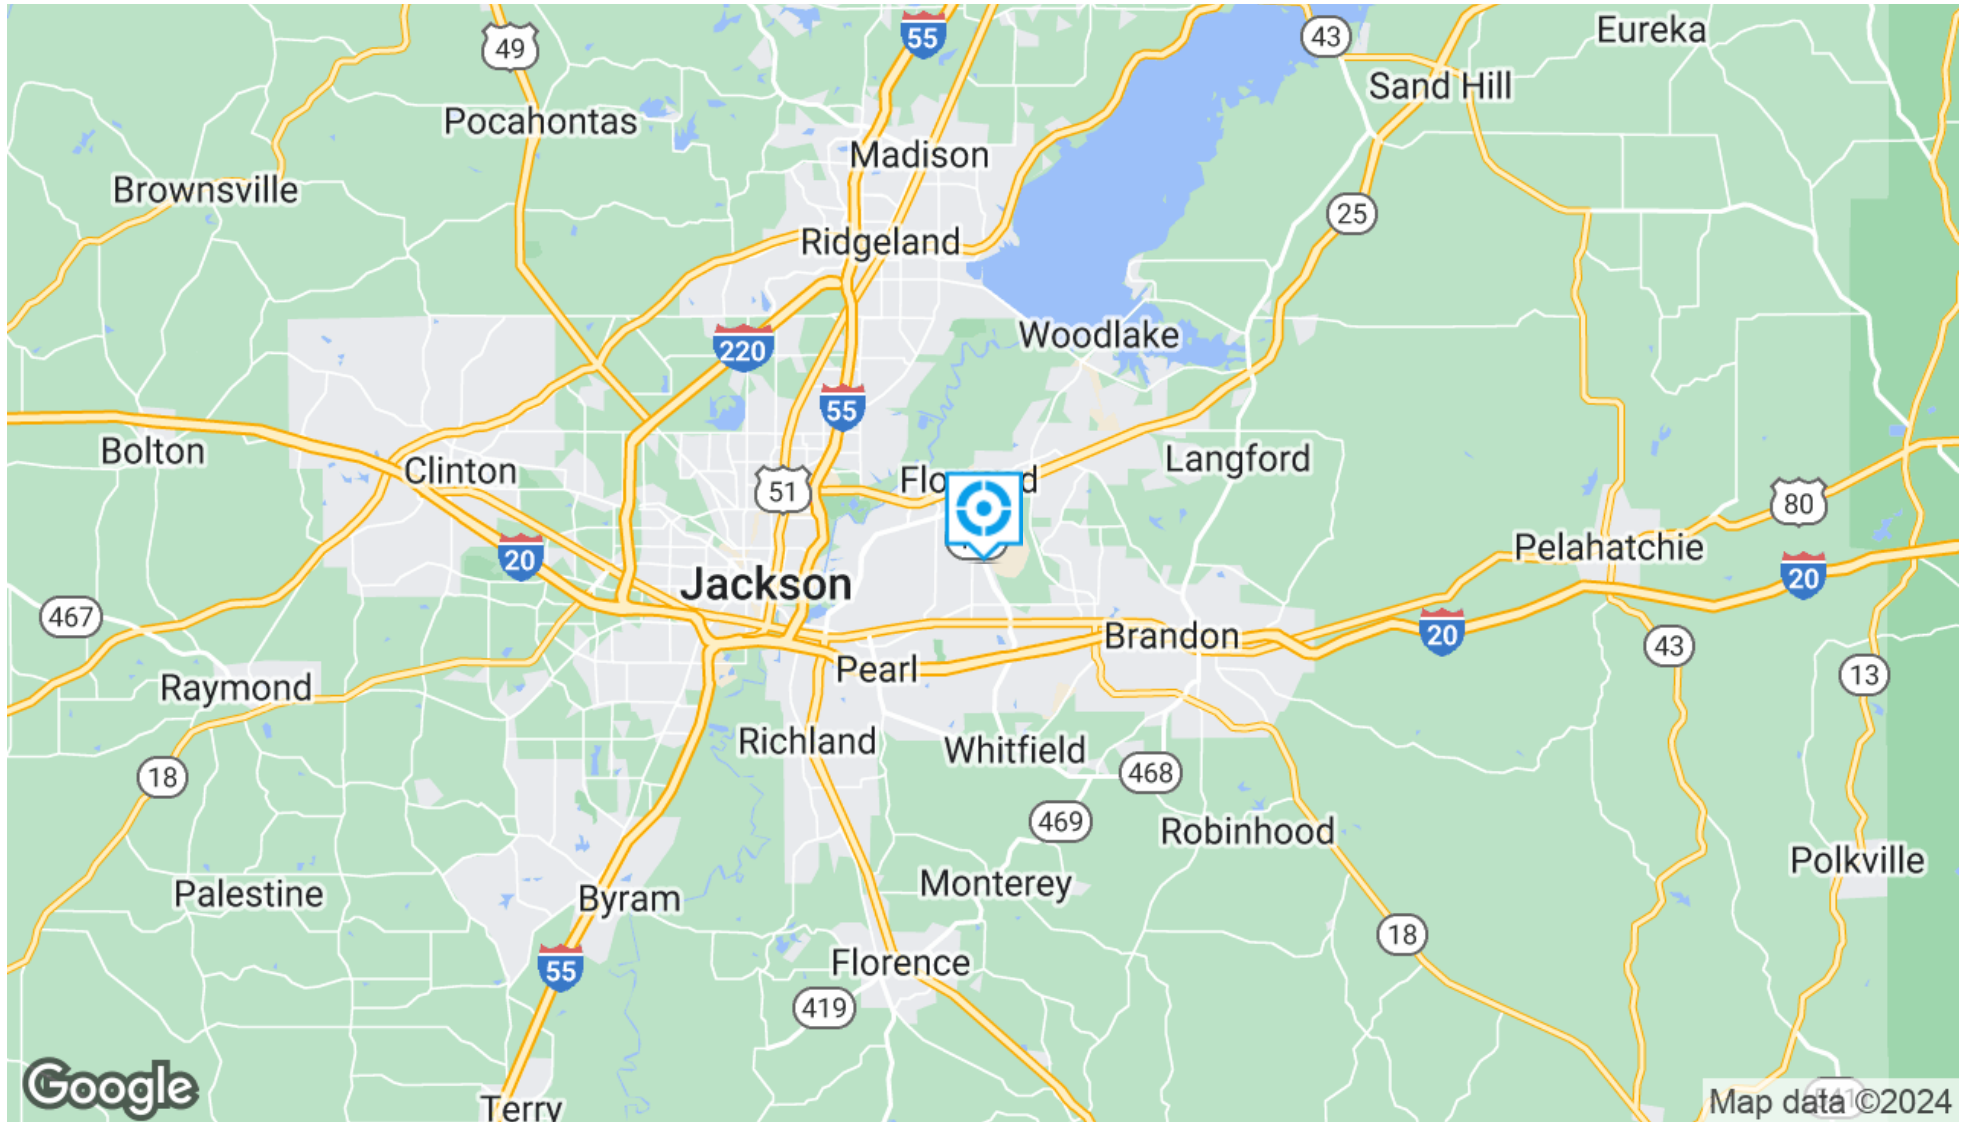 55
43
Eureka
49
Sand Hill
Pocahontas
Madison
Brownsville
25
Ridgeland
Woodlake
220
55
Bolton
Clinton
Langford
51
80
20
Pelahatchie
20
Jackson
467
20
Brandon
43
Pearl
13
Raymond
Richland
Whitfield
18
468
469
Robinhood
Polkville
Monterey
Palestine
Byram
18
Florence
55
419
Google
Terry
Map data ©2024